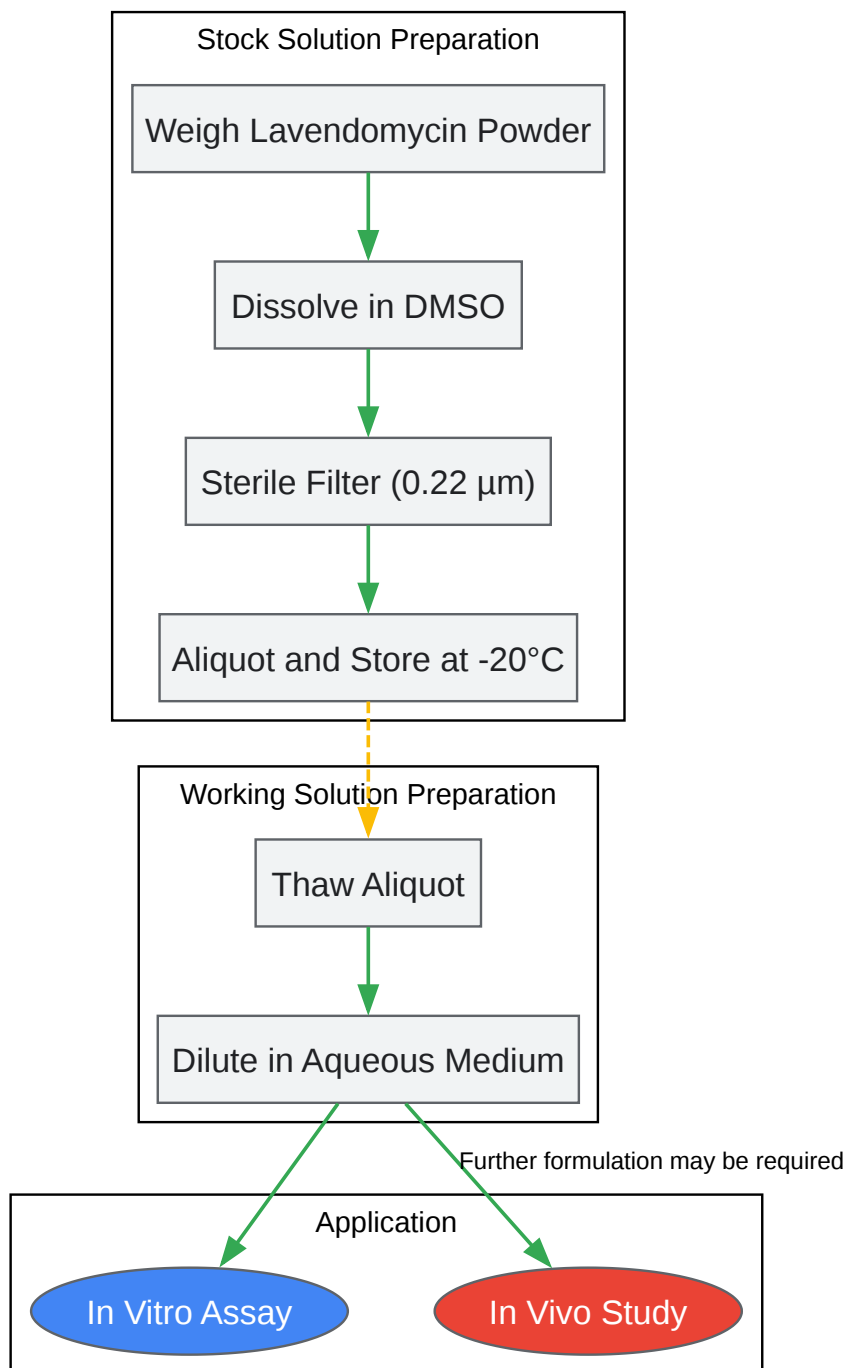 Stock Solution Preparation
Weigh Lavendomycin Powder
Dissolve in DMSO
Sterile Filter (0.22 µm)
Aliquot and Store at -20°C
Working Solution Preparation
Thaw Aliquot
Dilute in Aqueous Medium
Further formulation may be required
Application
In Vitro Assay
In Vivo Study